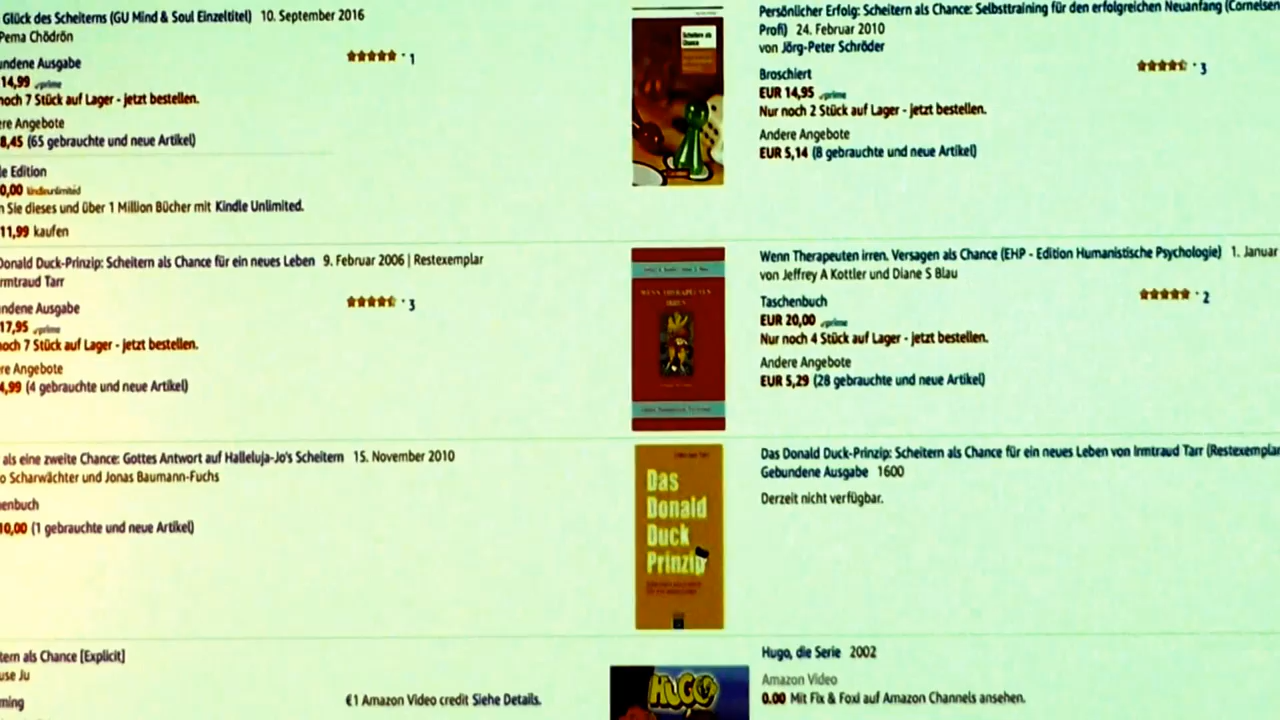 Glück des Scheiterns (GU Mind & Soul Einzeltitel) 10. September 2016
Pema Chödrön
undene Ausgabe
14,99 prime
noch 7 Stück auf Lager - jetzt bestellen.
ere Angebote
8,45 (65 gebrauchte und neue Artikel)
1
le Edition
0,00
n Sie dieses und über 1 Million Bücher mit Kindle Unlimited.
11,99 kaufen
Scheitern als
Chance
Persönlicher Erfolg: Scheitern als Chance: Selbsttraining für den erfolgreichen Neuanfang (Cornelsen
Profi) 24. Februar 2010
von Jörg-Peter Schröder
Broschiert
EUR 14,95 prime
Nur noch 2 Stück auf Lager - jetzt bestellen.
Andere Angebote
EUR 5,14 (8 gebrauchte und neue Artikel)
3
Donald Duck-Prinzip: Scheitern als Chance für ein neues Leben 9. Februar 2006 | Restexemplar
rmtraud Tarr
ndene Ausgabe
17,95 prime
noch 7 Stück auf Lager - jetzt bestellen.
re Angebote
4,99 (4 gebrauchte und neue Artikel)
3
WENN THERAPEUTEN
IRREN
Wenn Therapeuten irren. Versagen als Chance (EHP - Edition Humanistische Psychologie) 1. Januar
von Jeffrey A Kottler und Diane S Blau
Taschenbuch
EUR 20,00 prime
Nur noch 4 Stück auf Lager - jetzt bestellen.
Andere Angebote
EUR 5,29 (28 gebrauchte und neue Artikel)
2
als eine zweite Chance: Gottes Antwort auf Halleluja-Jo's Scheitern 15. November 2010
o Scharwächter und Jonas Baumann-Fuchs
enbuch
10,00 (1 gebrauchte und neue Artikel)
Das
Donald
Duck
Prinzip
Das Donald Duck-Prinzip: Scheitern als Chance für ein neues Leben von Irmtraud Tarr (Restexemplar
Gebundene Ausgabe 1600
Derzeit nicht verfügbar.
tern als Chance [Explicit]
use Ju
ming
€1 Amazon Video credit Siehe Details.
HUGO
Hugo, die Serie 2002
Amazon Video
0.00 Mit Fix & Foxi auf Amazon Channels ansehen.